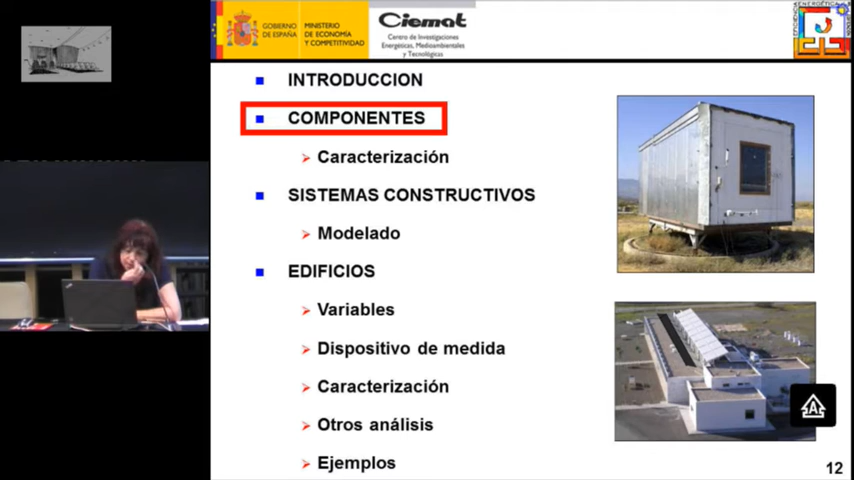 GOBIERNO
DE ESPAÑA
MINISTERIO
DE ECONOMÍA
Y COMPETITIVIDAD
Ciemat
Centro de Investigaciones
Energéticas, Medioambientales
y Tecnológicas
INTRODUCCION
COMPONENTES
Caracterización
SISTEMAS CONSTRUCTIVOS
Modelado
EDIFICIOS
Variables
Dispositivo de medida
Caracterización
Otros análisis
Ejemplos
12